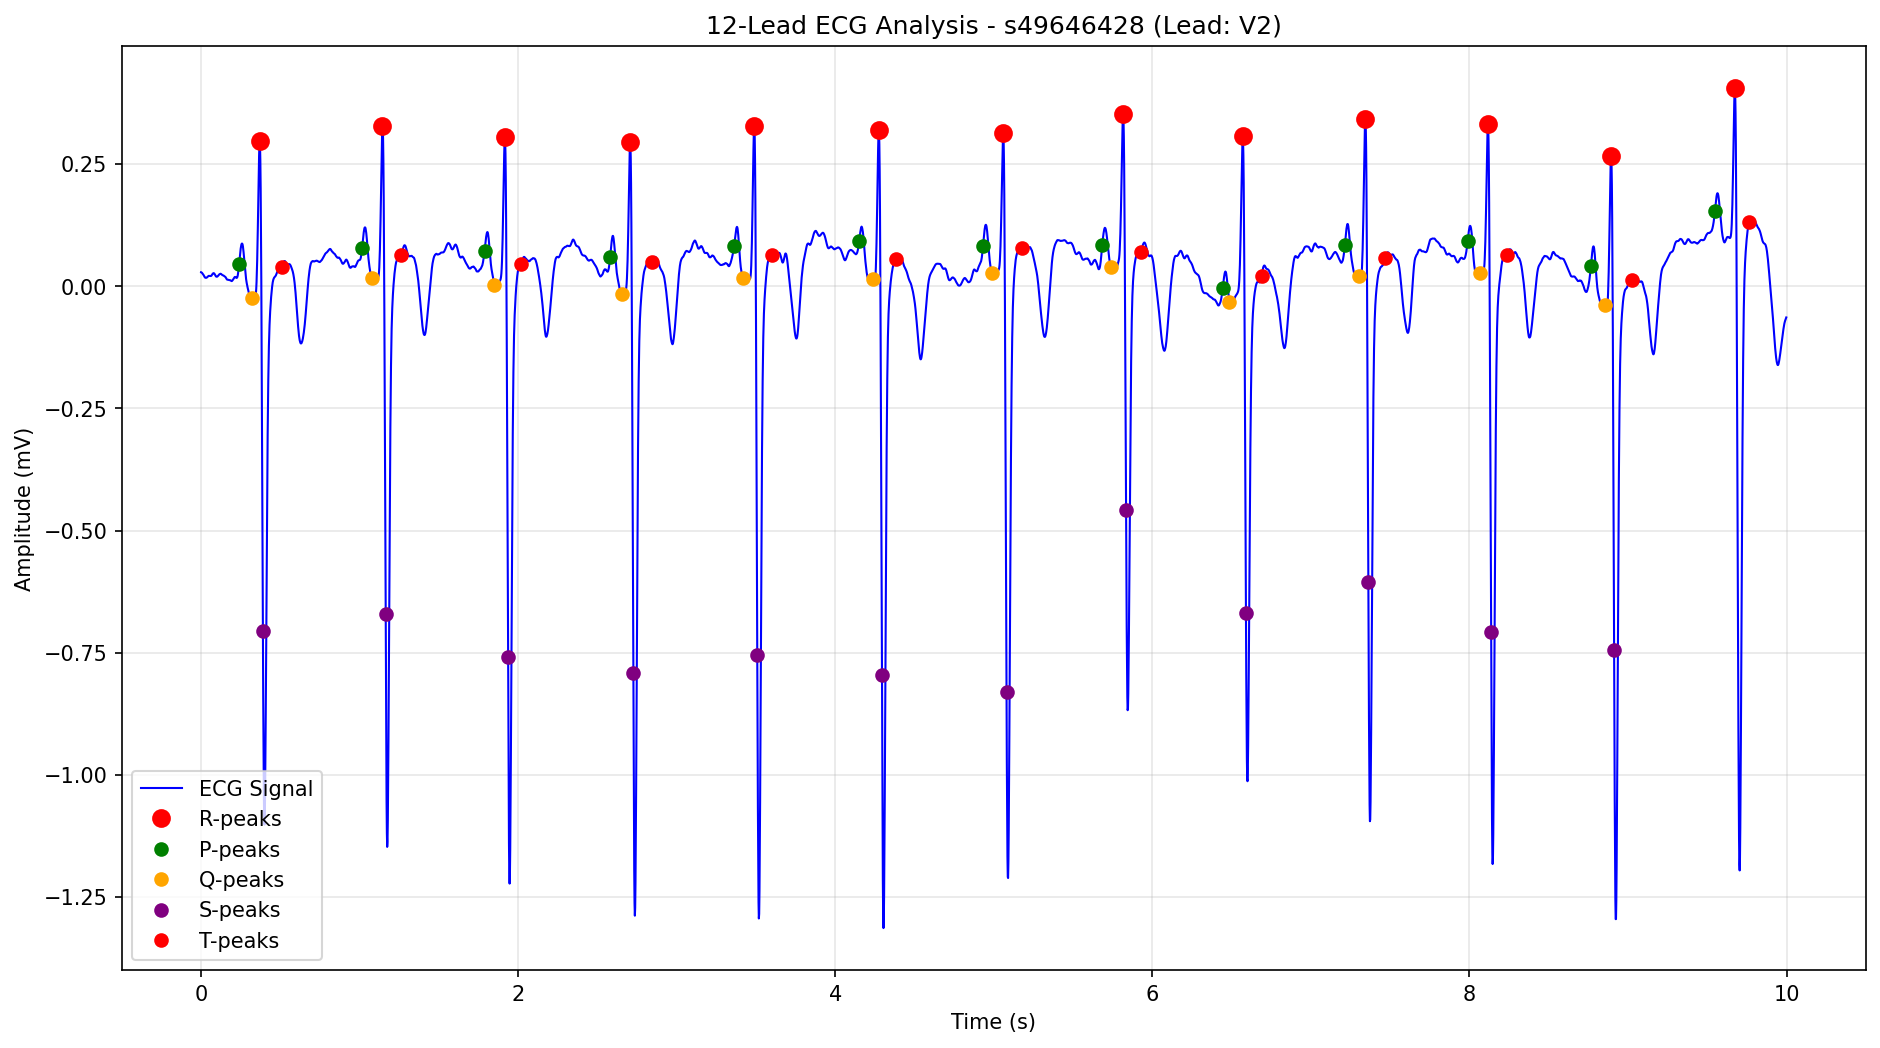 12-Lead ECG Analysis - s49646428 (Lead: V2)
Amplitude (mV)
0.25
0.00
−0.25
−0.50
−0.75
−1.00
−1.25
ECG Signal
R-peaks
P-peaks
Q-peaks
S-peaks
T-peaks
0 2 4 6 8 10
Time (s)